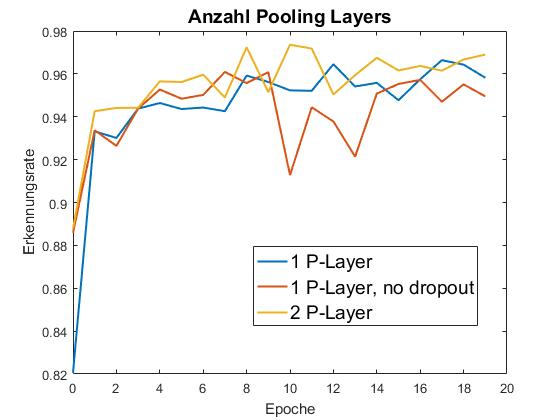 Anzahl Pooling Layers
Erkennungsrate
0.98
0.96
0.94
0.92
0.9
0.88
0.86
0.84
0.82
1 P-Layer
1 P-Layer, no dropout
2 P-Layer
0 2 4 6 8 10 12 14 16 18 20
Epoche